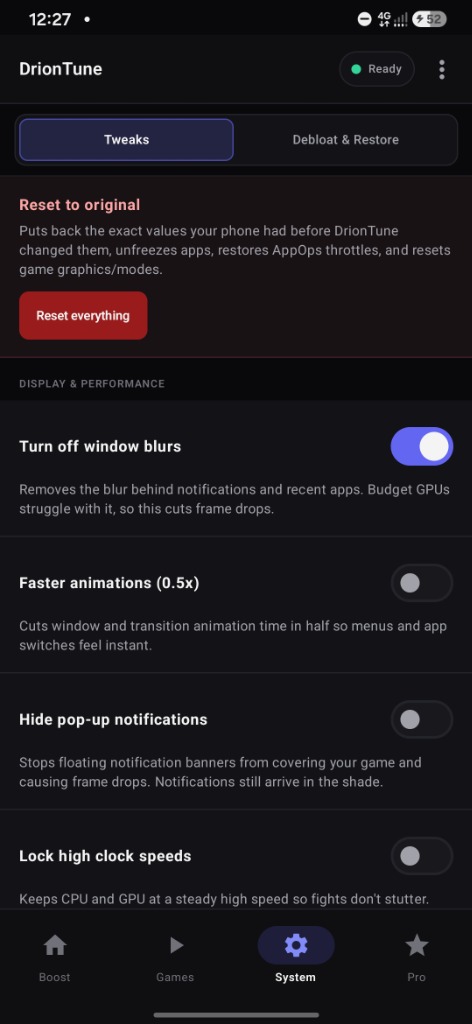 12:27
4G
52
DrionTune
Ready
Tweaks
Debloat & Restore
Reset to original
Puts back the exact values your phone had before DrionTune
changed them, unfreezes apps, restores AppOps throttles, and resets
game graphics/modes.
Reset everything
DISPLAY & PERFORMANCE
Turn off window blurs
Removes the blur behind notifications and recent apps. Budget GPUs
struggle with it, so this cuts frame drops.
Faster animations (0.5x)
Cuts window and transition animation time in half so menus and app
switches feel instant.
Hide pop-up notifications
Stops floating notification banners from covering your game and
causing frame drops. Notifications still arrive in the shade.
Lock high clock speeds
Keeps CPU and GPU at a steady high speed so fights don't stutter.
Boost
Games
System
Pro